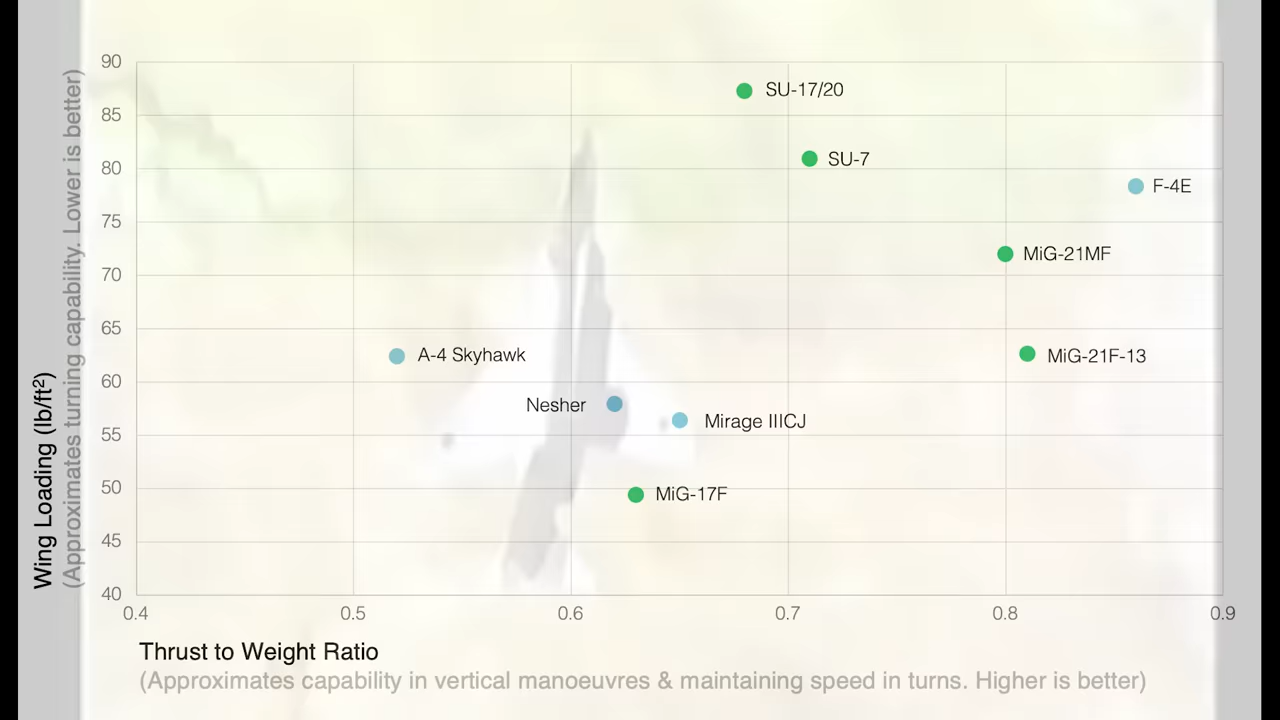 90
SU-17/20
85
80
SU-7
F-4E
75
MiG-21MF
70
65
A-4 Skyhawk
MiG-21F-13
60
Nesher
Mirage IIICJ
55
50
MiG-17F
45
40
0.4
0.5
0.6
0.7
0.8
0.9
Wing Loading (lb/ft²)
(Approximates turning capability. Lower is better)
Thrust to Weight Ratio
(Approximates capability in vertical manoeuvres & maintaining speed in turns. Higher is better)